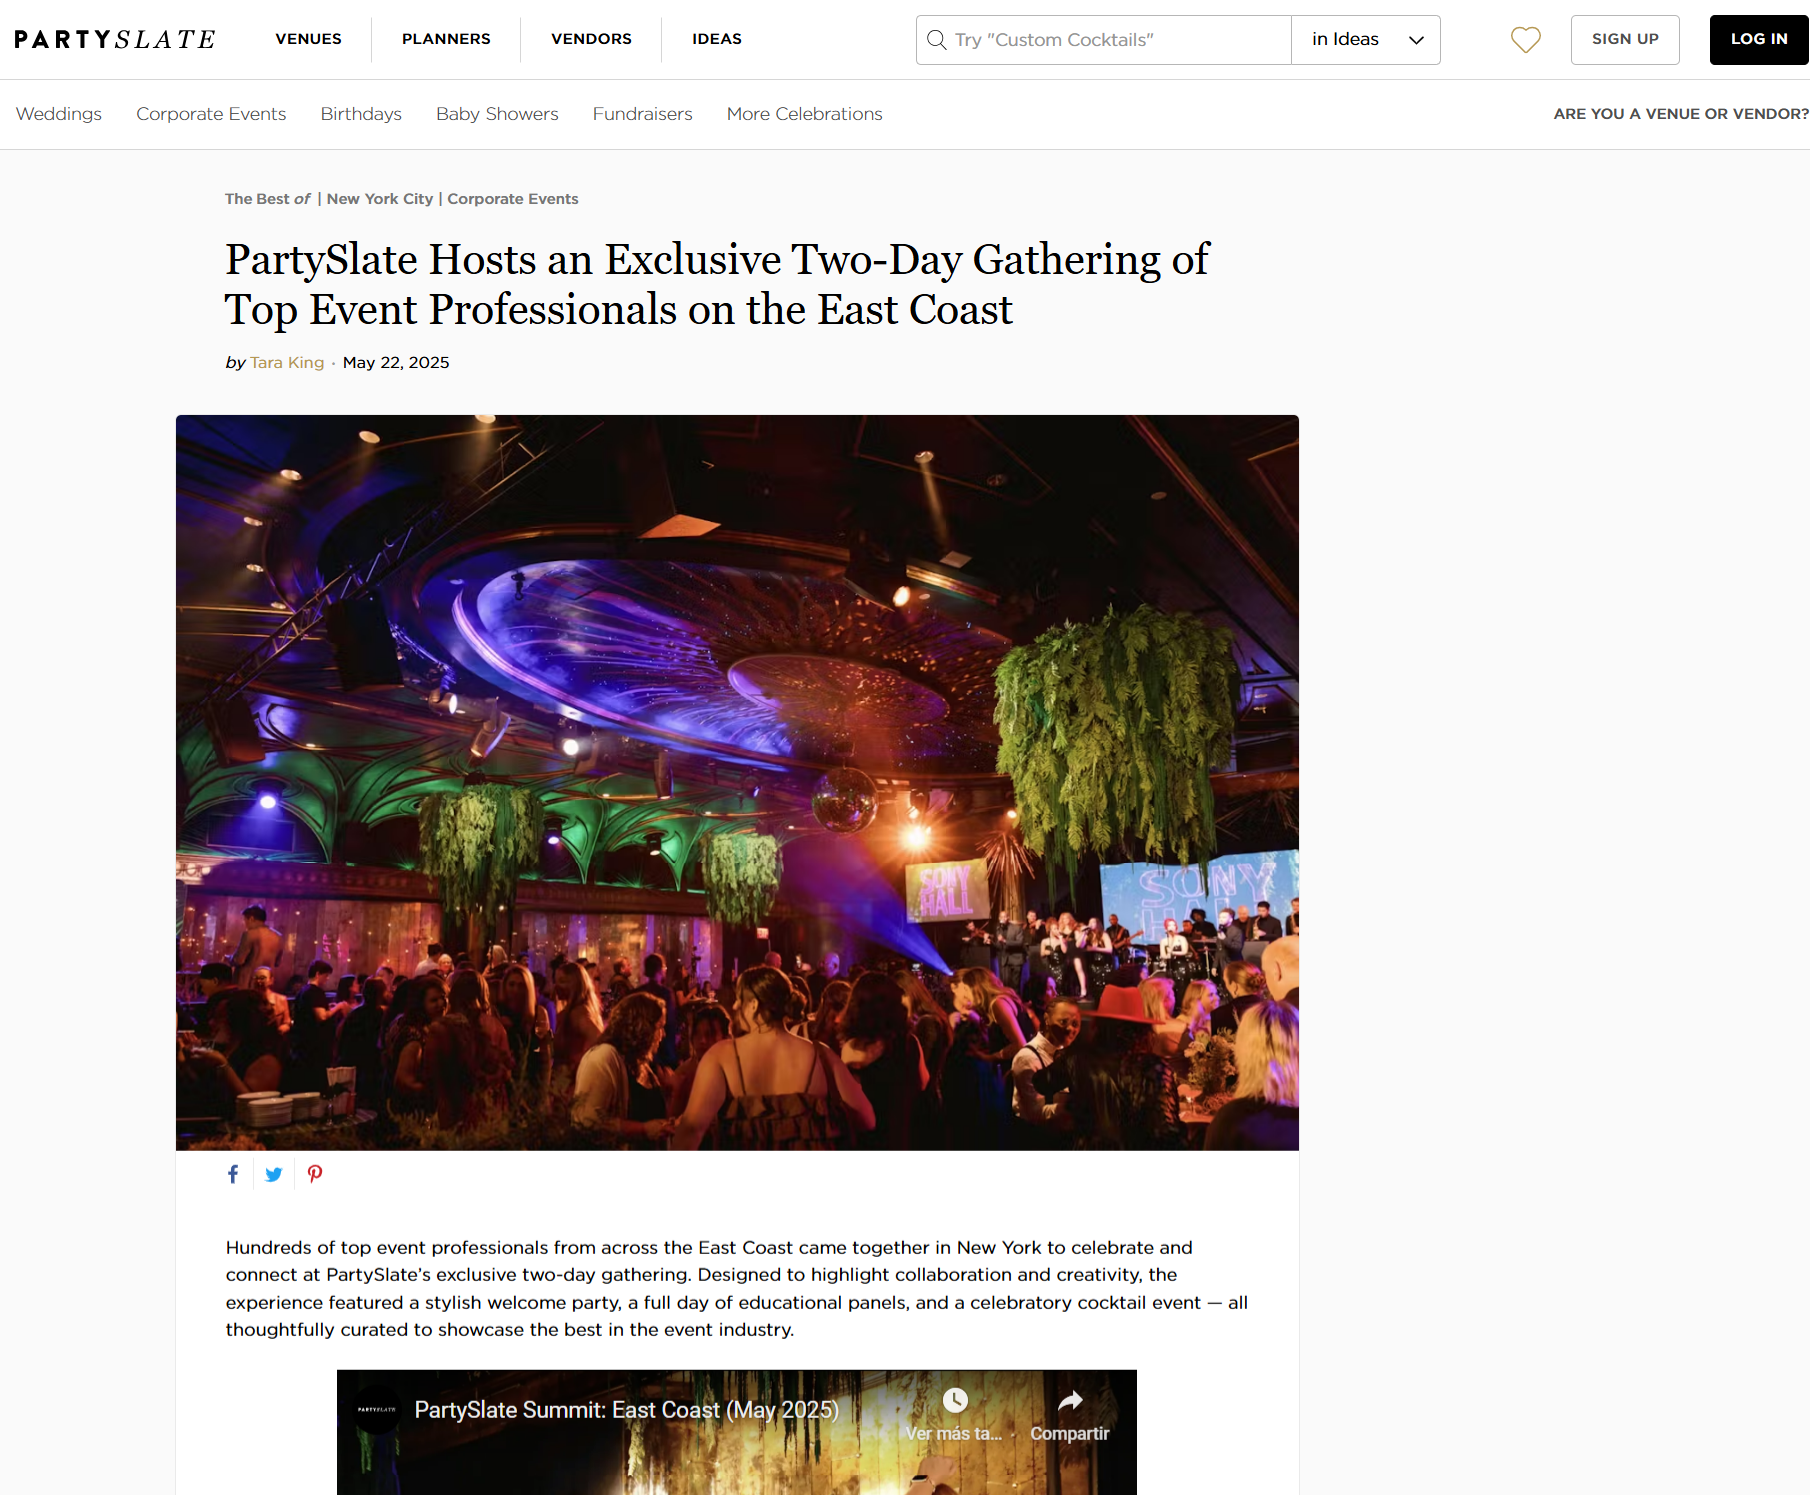 PARTYSLATE
VENUES
PLANNERS
VENDORS
IDEAS
Try "Custom Cocktails"
in Ideas
SIGN UP
LOG IN
Weddings
Corporate Events
Birthdays
Baby Showers
Fundraisers
More Celebrations
ARE YOU A VENUE OR VENDOR?
The Best of | New York City | Corporate Events
PartySlate Hosts an Exclusive Two-Day Gathering of
Top Event Professionals on the East Coast
by Tara King · May 22, 2025
SONY
HALL
SONY
HALL
Hundreds of top event professionals from across the East Coast came together in New York to celebrate and
connect at PartySlate’s exclusive two-day gathering. Designed to highlight collaboration and creativity, the
experience featured a stylish welcome party, a full day of educational panels, and a celebratory cocktail event — all
thoughtfully curated to showcase the best in the event industry.
PARTYSLATE
PartySlate Summit: East Coast (May 2025)
Ver más ta...
Compartir